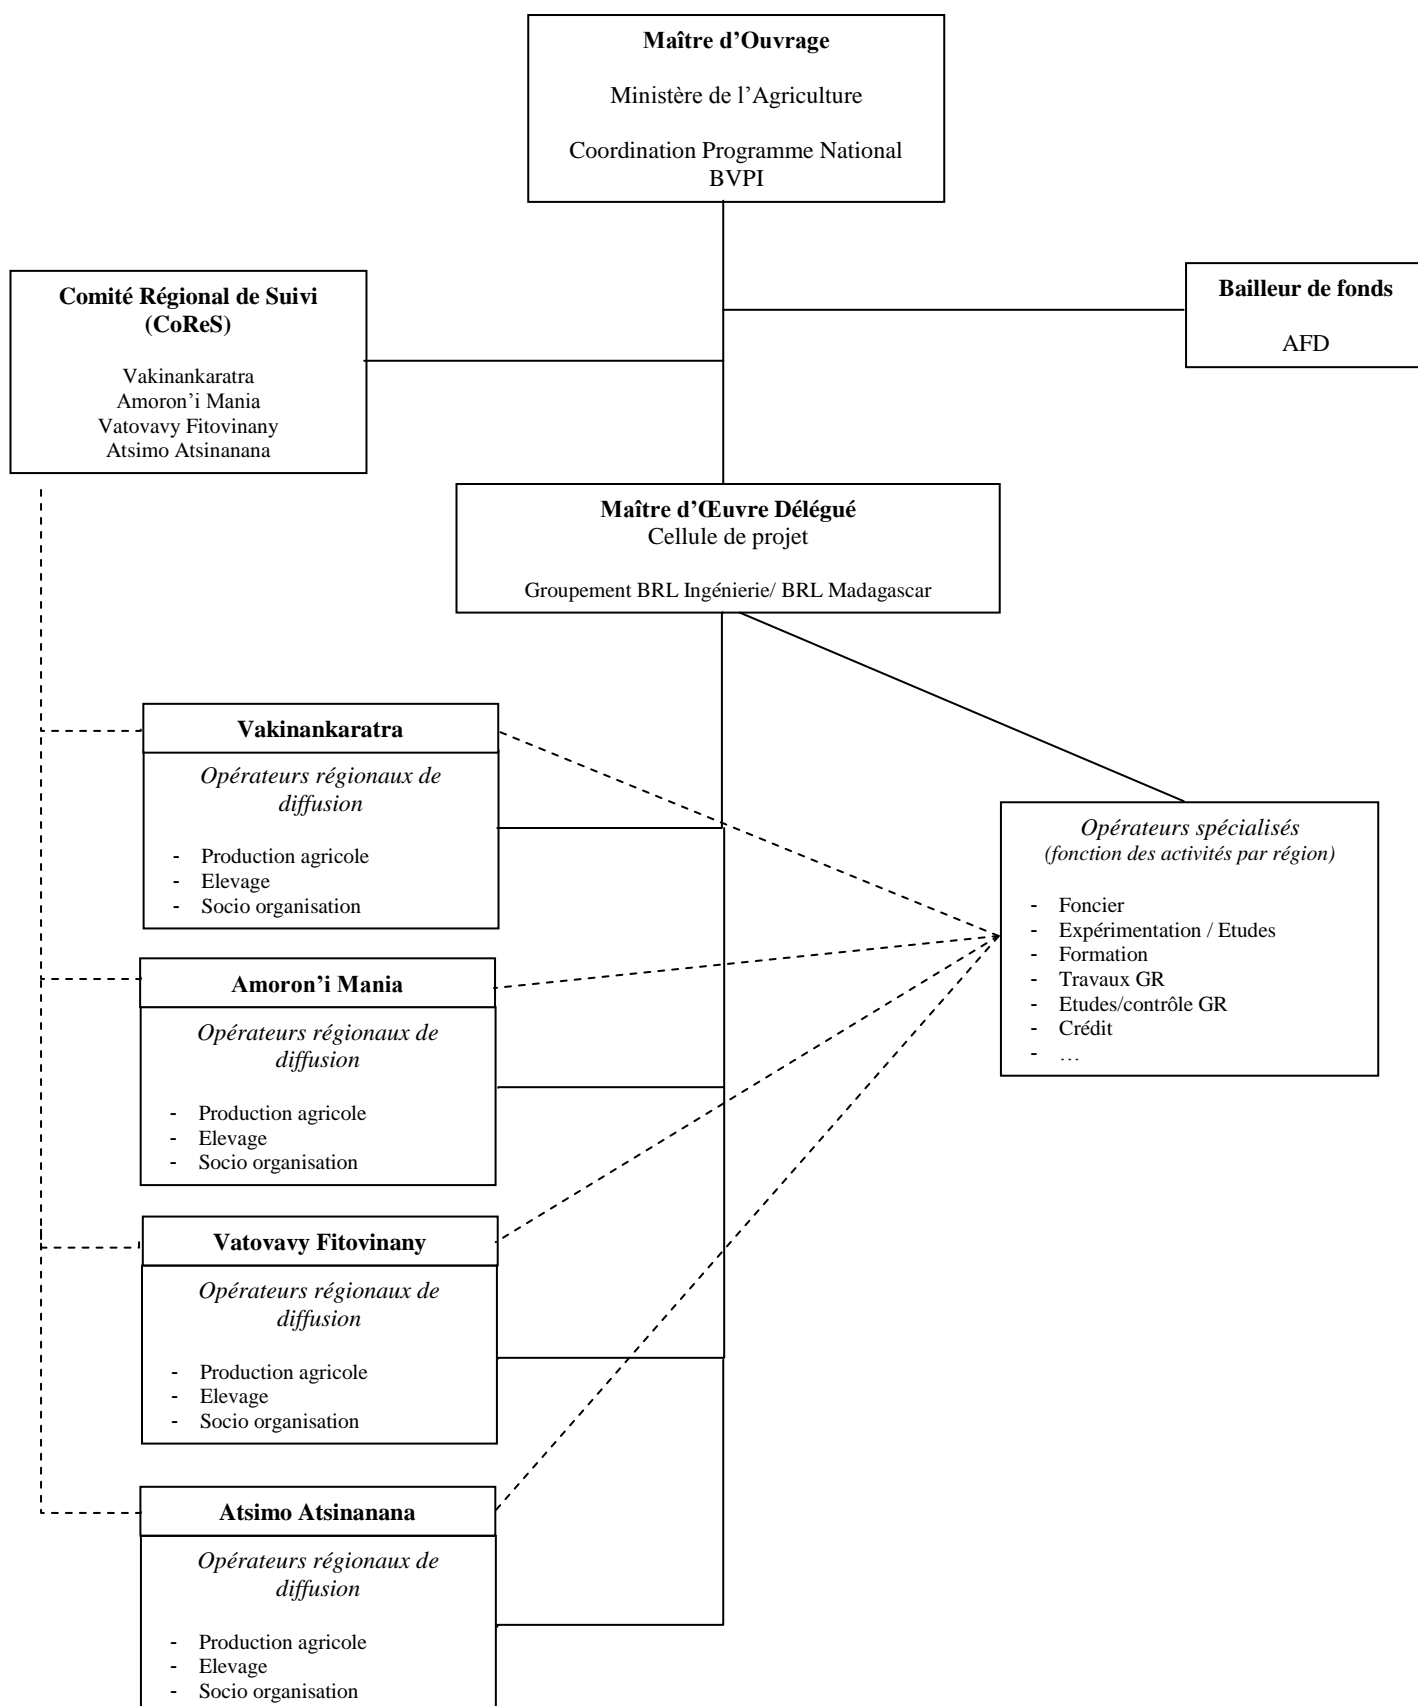 Maître d’Ouvrage
Ministère de l’Agriculture
Coordination Programme National
BVPI
Comité Régional de Suivi
(CoReS)
Vakinankaratra
Amoron’i Mania
Vatovavy Fitovinany
Atsimo Atsinanana
Bailleur de fonds
AFD
Maître d’Œuvre Délégué
Cellule de projet
Groupement BRL Ingénierie/ BRL Madagascar
Vakinankaratra
Opérateurs régionaux de
diffusion
- Production agricole
- Elevage
- Socio organisation
Opérateurs spécialisés
(fonction des activités par région)
- Foncier
- Expérimentation / Etudes
- Formation
- Travaux GR
- Etudes/contrôle GR
- Crédit
- …
Amoron’i Mania
Opérateurs régionaux de
diffusion
- Production agricole
- Elevage
- Socio organisation
Vatovavy Fitovinany
Opérateurs régionaux de
diffusion
- Production agricole
- Elevage
- Socio organisation
Atsimo Atsinanana
Opérateurs régionaux de
diffusion
- Production agricole
- Elevage
- Socio organisation